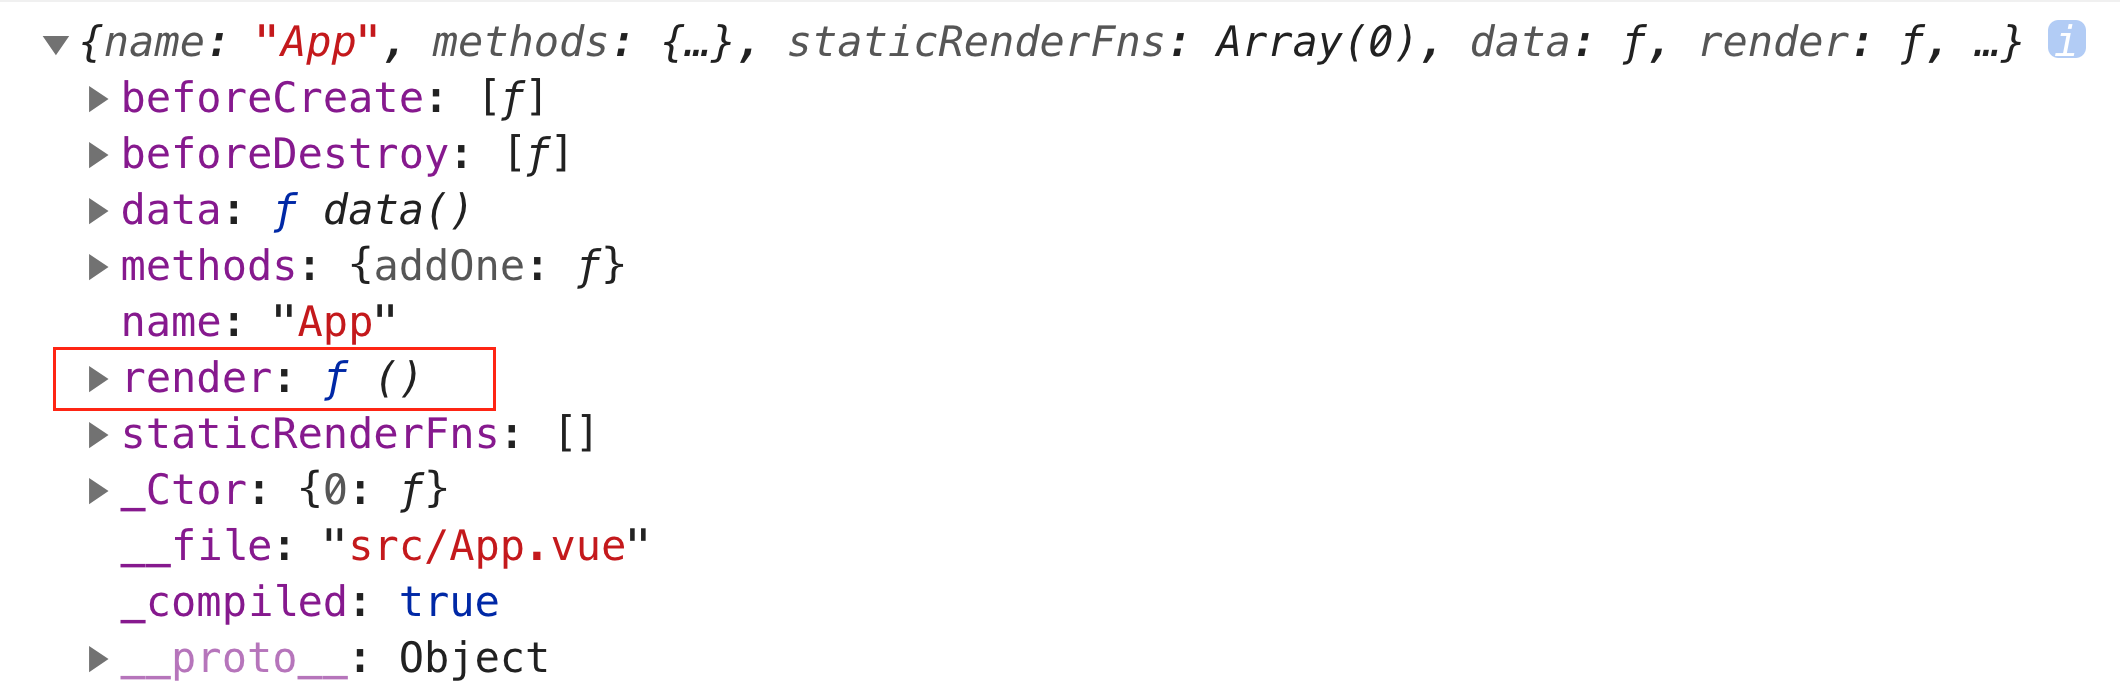 ▼{name: "App", methods: {…}, staticRenderFns: Array(0), data: ƒ, render: ƒ, …} i
▶beforeCreate: [ƒ]
▶beforeDestroy: [ƒ]
▶data: ƒ data()
▶methods: {addOne: ƒ}
name: "App"
▶render: ƒ ()
▶staticRenderFns: []
▶_Ctor: {0: ƒ}
__file: "src/App.vue"
_compiled: true
▶__proto__: Object